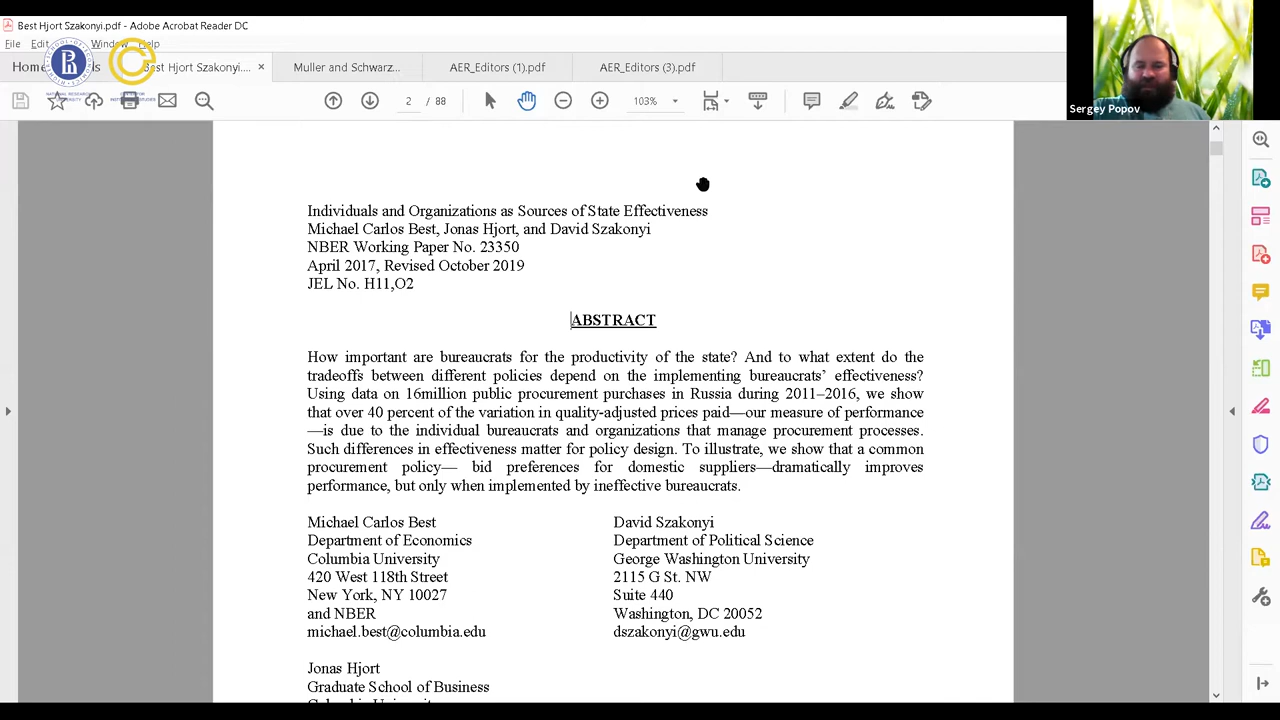 Best Hjort Szakonyi.pdf - Adobe Acrobat Reader DC
File Edit Window Help
Best Hjort Szakonyi.... × Muller and Schwarz... AER_Editors (1).pdf AER_Editors (3).pdf
2 / 88 103%
Sergey Popov
Individuals and Organizations as Sources of State Effectiveness
Michael Carlos Best, Jonas Hjort, and David Szakonyi
NBER Working Paper No. 23350
April 2017, Revised October 2019
JEL No. H11,O2
ABSTRACT
How important are bureaucrats for the productivity of the state? And to what extent do the
tradeoffs between different policies depend on the implementing bureaucrats’ effectiveness?
Using data on 16million public procurement purchases in Russia during 2011–2016, we show
that over 40 percent of the variation in quality-adjusted prices paid—our measure of performance
—is due to the individual bureaucrats and organizations that manage procurement processes.
Such differences in effectiveness matter for policy design. To illustrate, we show that a common
procurement policy— bid preferences for domestic suppliers—dramatically improves
performance, but only when implemented by ineffective bureaucrats.
Michael Carlos Best
Department of Economics
Columbia University
420 West 118th Street
New York, NY 10027
and NBER
michael.best@columbia.edu
David Szakonyi
Department of Political Science
George Washington University
2115 G St. NW
Suite 440
Washington, DC 20052
dszakonyi@gwu.edu
Jonas Hjort
Graduate School of Business